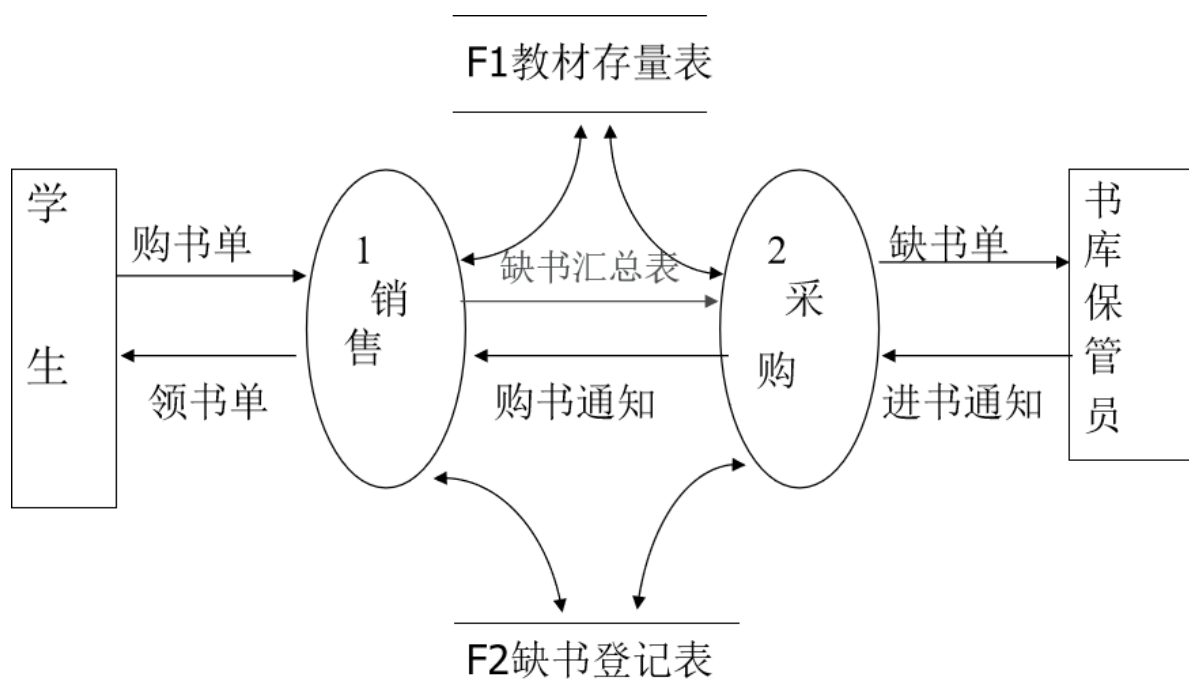 F1教材存量表
学生
购书单
领书单
1
销售
缺书汇总表
购书通知
2
采购
缺书单
进书通知
书库保管员
F2缺书登记表